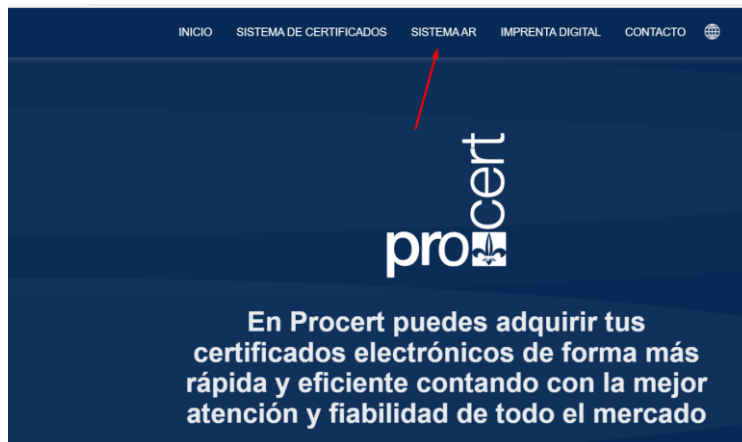 INICIO SISTEMA DE CERTIFICADOS SISTEMA AR IMPRENTA DIGITAL CONTACTO
procert
En Procert puedes adquirir tus
certificados electrónicos de forma más
rápida y eficiente contando con la mejor
atención y fiabilidad de todo el mercado